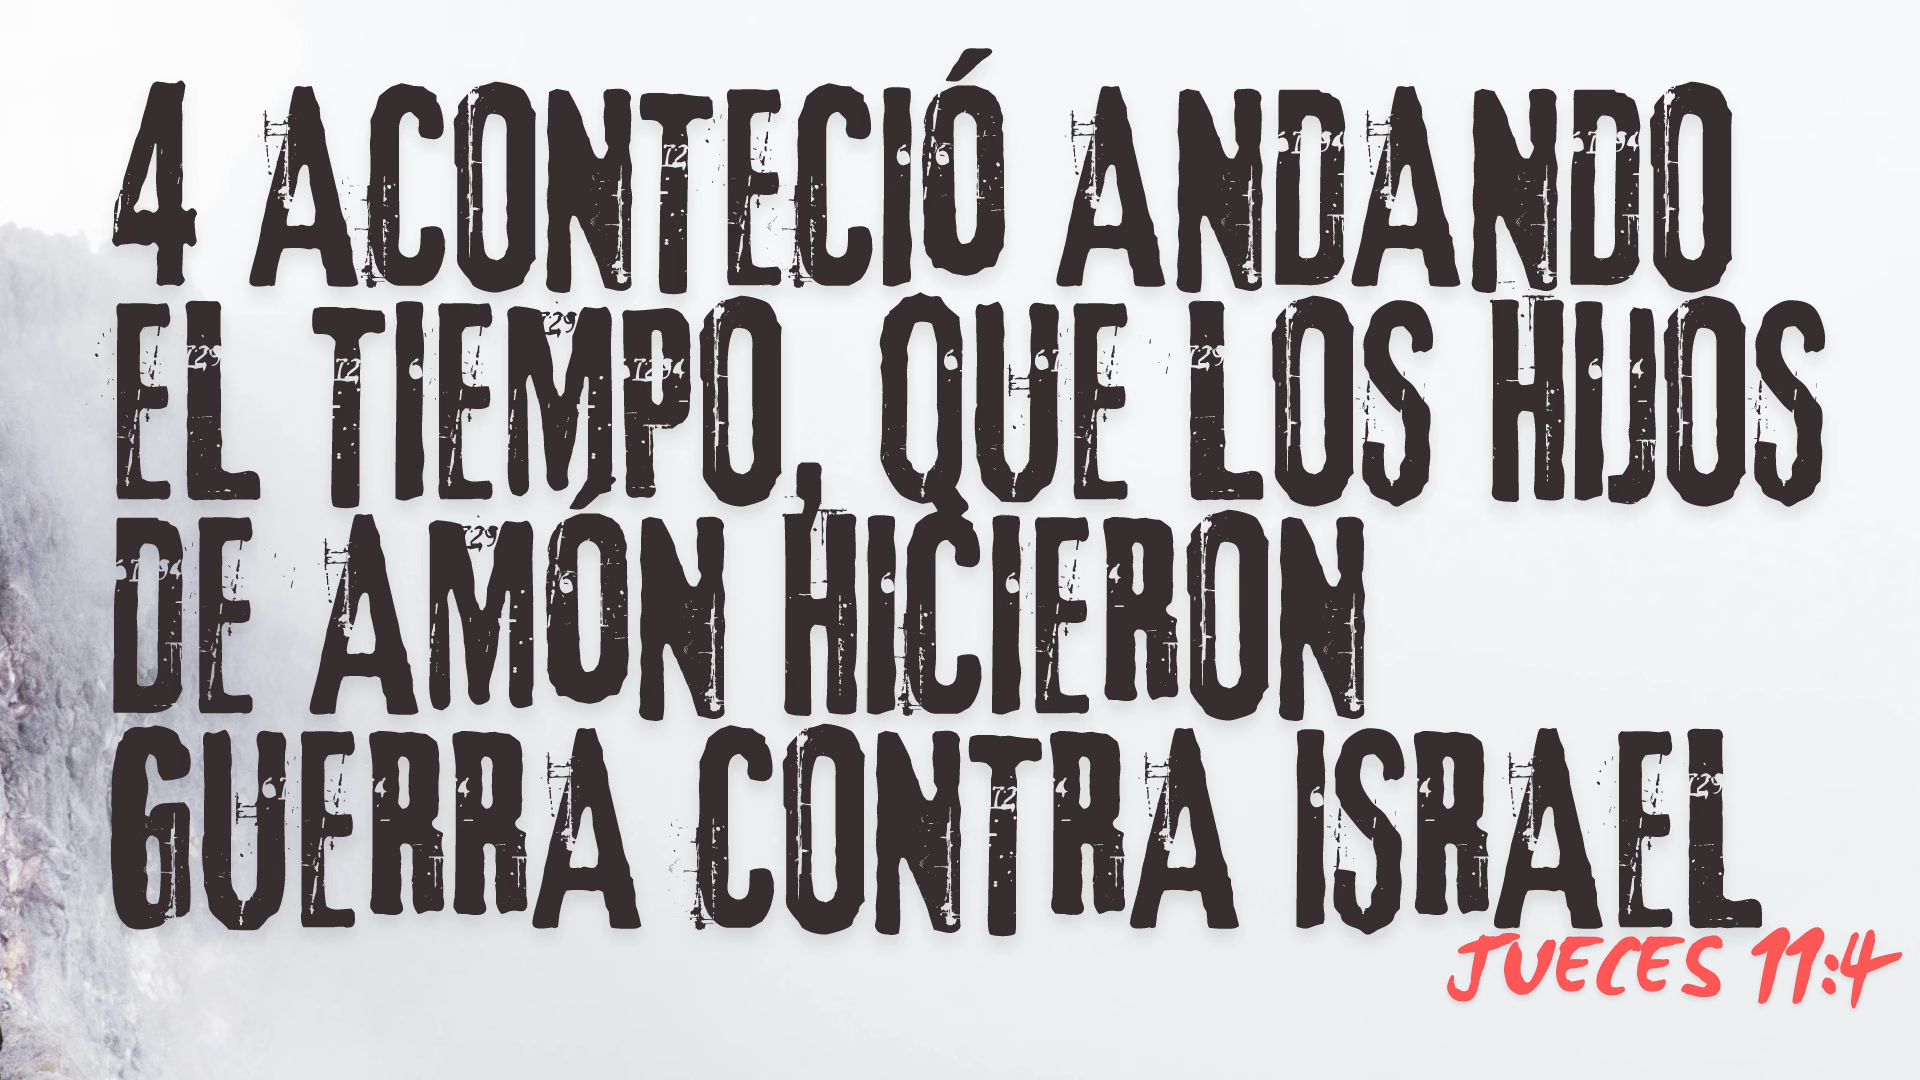 4 ACONTECIÓ ANDANDO
EL TIEMPO, QUE LOS HIJOS
DE AMÓN HICIERON
GUERRA CONTRA ISRAEL
JUECES 11:4